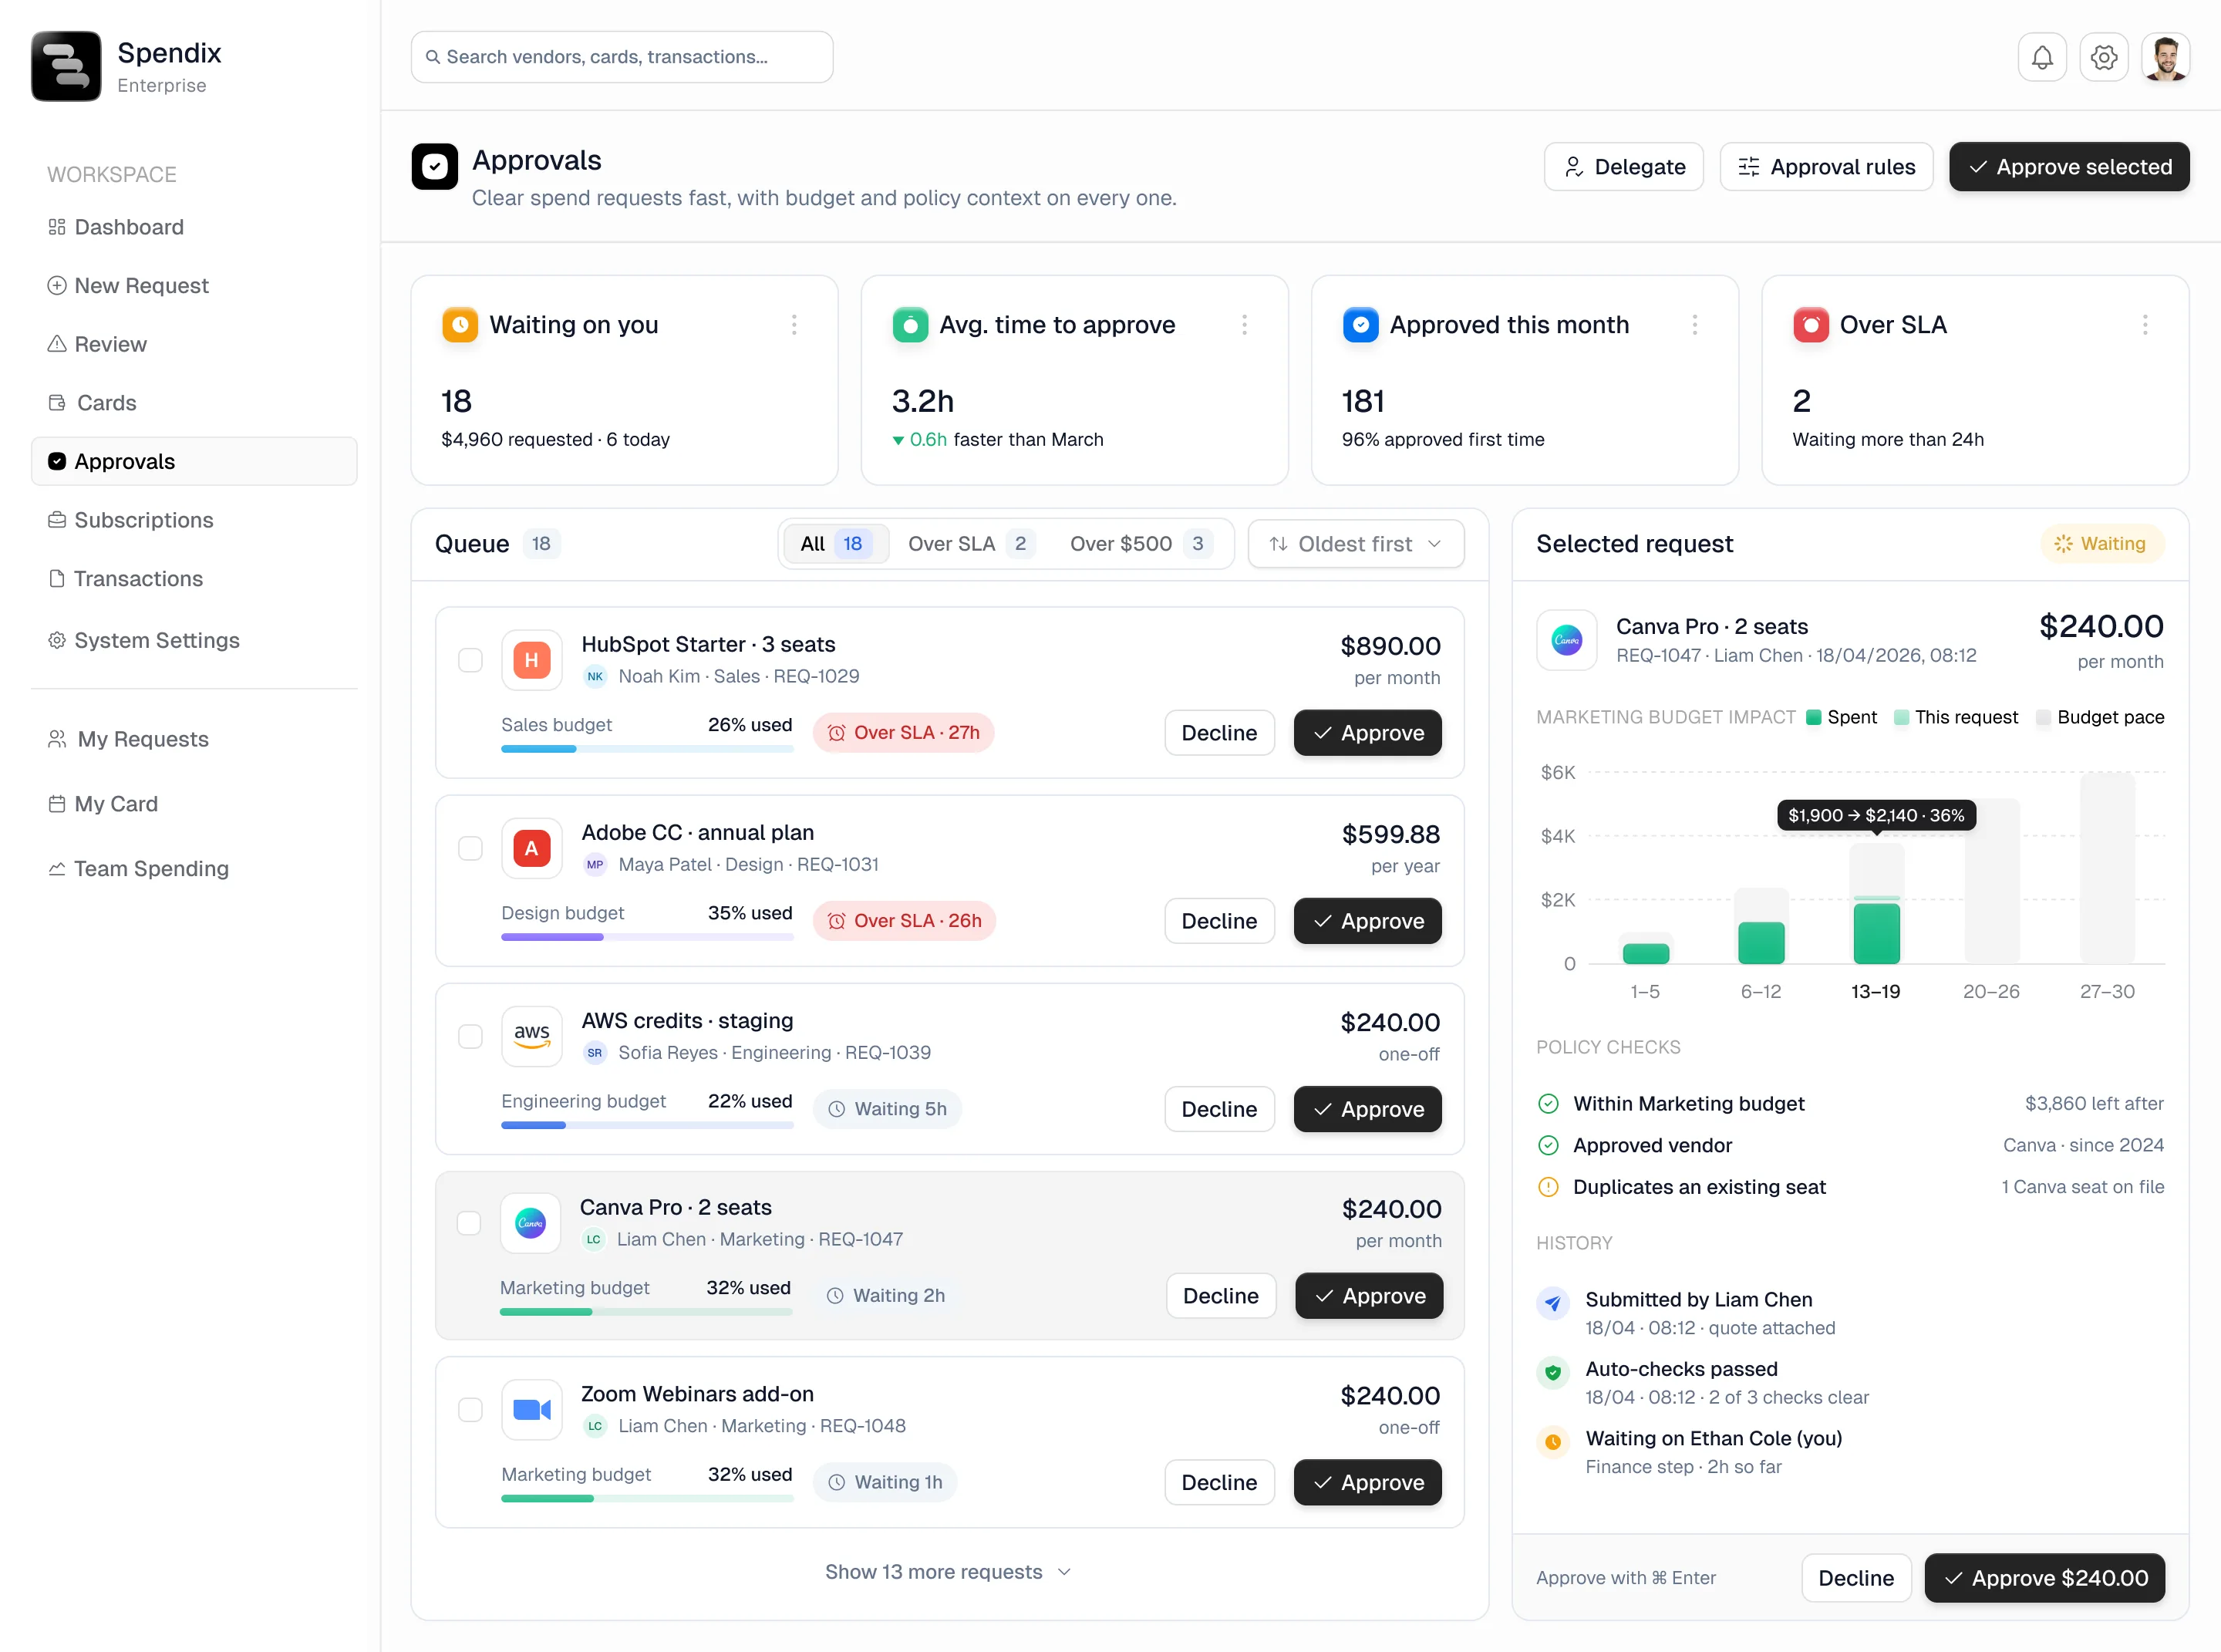 Spendix
Enterprise
WORKSPACE
Dashboard
New Request
Review
Cards
Approvals
Subscriptions
Transactions
System Settings
My Requests
My Card
Team Spending
Search vendors, cards, transactions...
Approvals
Clear spend requests fast, with budget and policy context on every one.
Delegate
Approval rules
Approve selected
Waiting on you
18
$4,960 requested · 6 today
Avg. time to approve
3.2h
▼ 0.6h faster than March
Approved this month
181
96% approved first time
Over SLA
2
Waiting more than 24h
Queue 18
All 18
Over SLA 2
Over $500 3
Oldest first
H
HubSpot Starter · 3 seats
NK Noah Kim · Sales · REQ-1029
$890.00
per month
Sales budget 26% used
Over SLA · 27h
Decline
Approve
A
Adobe CC · annual plan
MP Maya Patel · Design · REQ-1031
$599.88
per year
Design budget 35% used
Over SLA · 26h
Decline
Approve
aws
AWS credits · staging
SR Sofia Reyes · Engineering · REQ-1039
$240.00
one-off
Engineering budget 22% used
Waiting 5h
Decline
Approve
Canva
Canva Pro · 2 seats
LC Liam Chen · Marketing · REQ-1047
$240.00
per month
Marketing budget 32% used
Waiting 2h
Decline
Approve
Zoom Webinars add-on
LC Liam Chen · Marketing · REQ-1048
$240.00
one-off
Marketing budget 32% used
Waiting 1h
Decline
Approve
Show 13 more requests
Selected request
Waiting
Canva
Canva Pro · 2 seats
REQ-1047 · Liam Chen · 18/04/2026, 08:12
$240.00
per month
MARKETING BUDGET IMPACT
Spent
This request
Budget pace
$6K
$4K
$2K
0
$1,900 → $2,140 · 36%
1–5
6–12
13–19
20–26
27–30
POLICY CHECKS
Within Marketing budget
$3,860 left after
Approved vendor
Canva · since 2024
Duplicates an existing seat
1 Canva seat on file
HISTORY
Submitted by Liam Chen
18/04 · 08:12 · quote attached
Auto-checks passed
18/04 · 08:12 · 2 of 3 checks clear
Waiting on Ethan Cole (you)
Finance step · 2h so far
Approve with ⌘ Enter
Decline
Approve $240.00